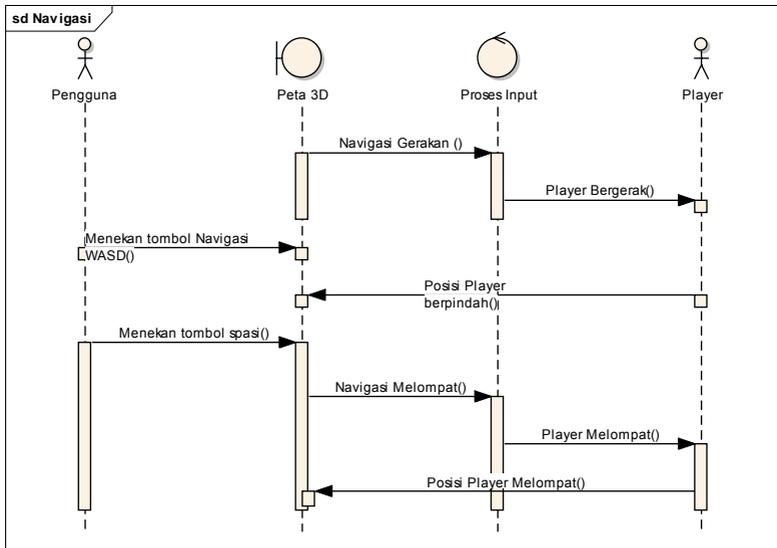 sd Navigasi
Pengguna
Peta 3D
Proses Input
Player
Navigasi Gerakan ()
Player Bergerak()
Menekan tombol Navigasi
WASD()
Posisi Player
berpindah()
Menekan tombol spasi()
Navigasi Melompat()
Player Melompat()
Posisi Player Melompat()